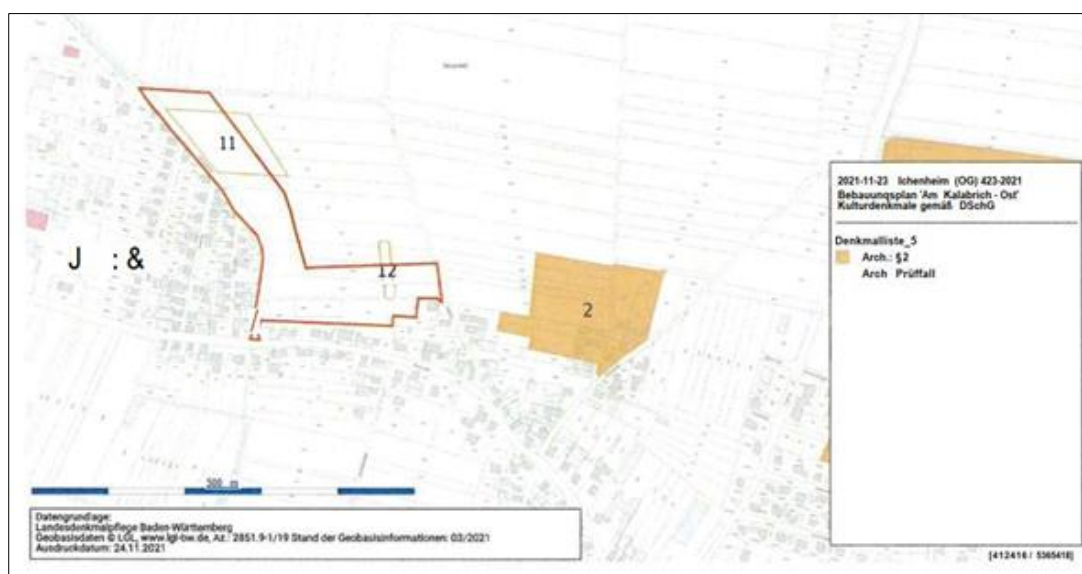 11
J : &
12
2
2021-11-23 Ichenheim (OG) 423-2021
Bebauungsplan 'Am Kalabrich - Ost'
Kulturdenkmale gemäß DSchG
Denkmalliste_5
Arch.: §2
Arch Prüffall
300 m
Datengrundlage:
Landesdenkmalpflege Baden-Württemberg
Geobasisdaten © LGL, www.lgl-bw.de, Az.: 2851.9-1/19 Stand der Geobasisinformationen: 03/2021
Ausdruckdatum: 24.11.2021
[412416 / 5365418]